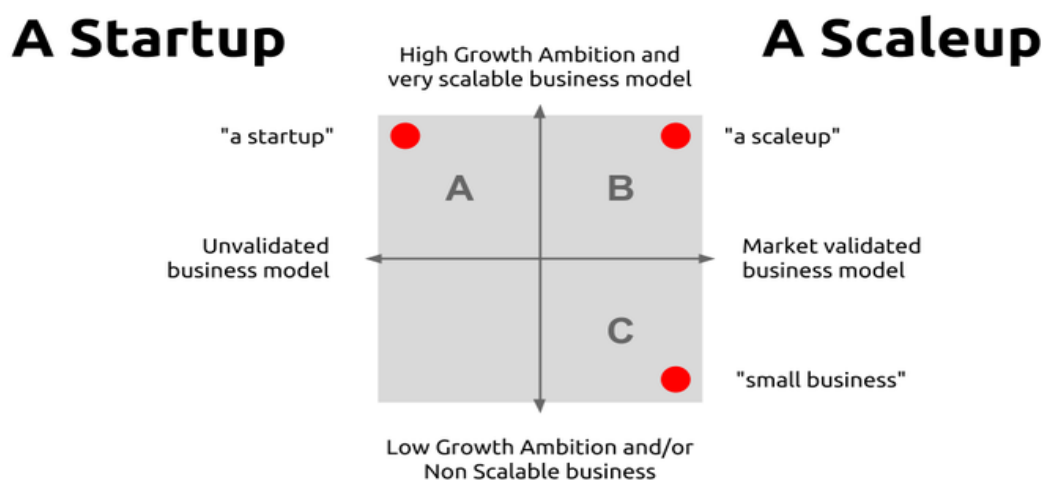 A Startup
A Scaleup
High Growth Ambition and
very scalable business model
"a startup"
"a scaleup"
A
B
Unvalidated
business model
Market validated
business model
C
"small business"
Low Growth Ambition and/or
Non Scalable business